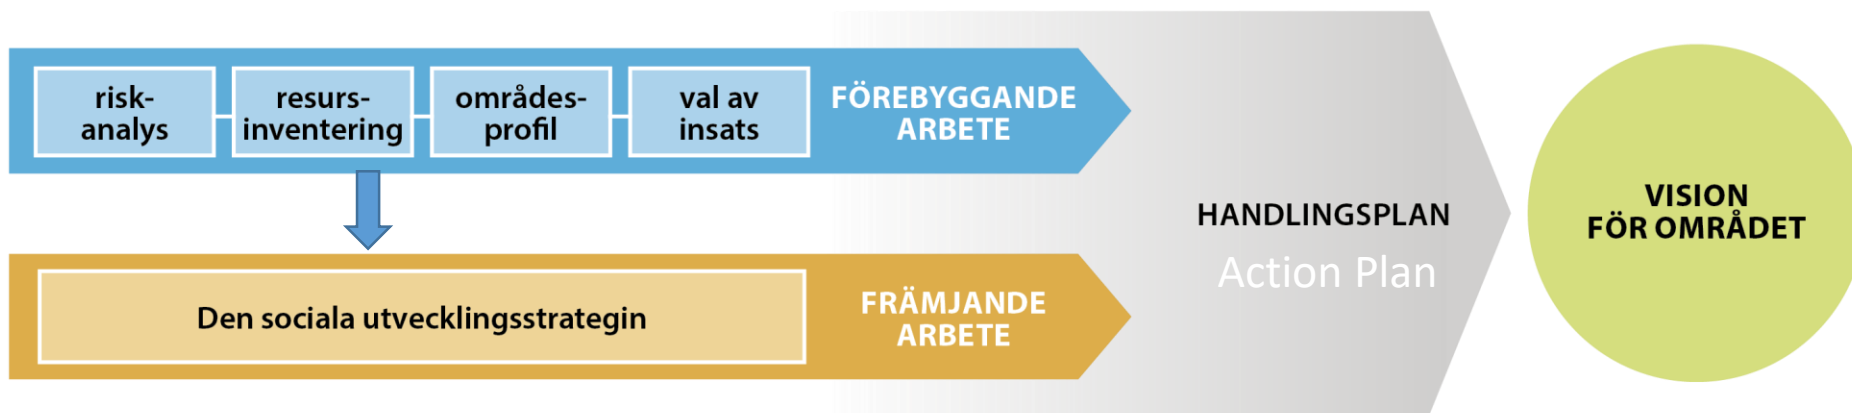 risk-
analys
resurs-
inventering
områdes-
profil
val av
insats
FÖREBYGGANDE
ARBETE
Den sociala utvecklingsstrategin
FRÄMJANDE
ARBETE
HANDLINGSPLAN
Action Plan
VISION
FÖR OMRÅDET